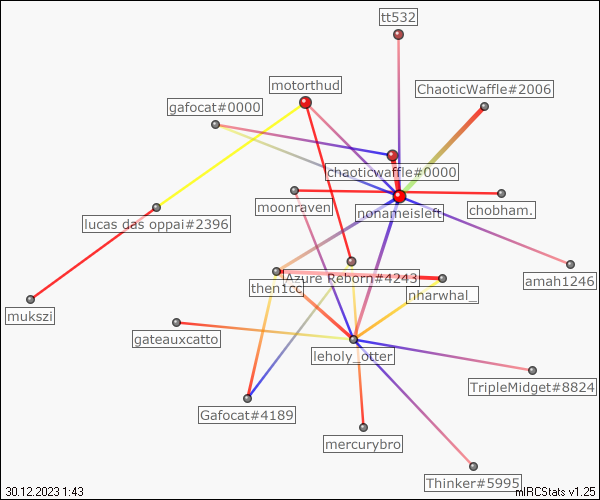 tt532
motorthud
ChaoticWaffle#2006
gafocat#0000
chaoticwaffle#0000
moonraven
nonameisleft
chobham.
lucas das oppai#2396
Azure Reborn#4243
then1cc
nharwhal_
amah1246
mukszi
gateauxcatto
leholy_otter
TripleMidget#8824
Gafocat#4189
mercurybro
Thinker#5995
30.12.2023 1:43
mIRCStats v1.25